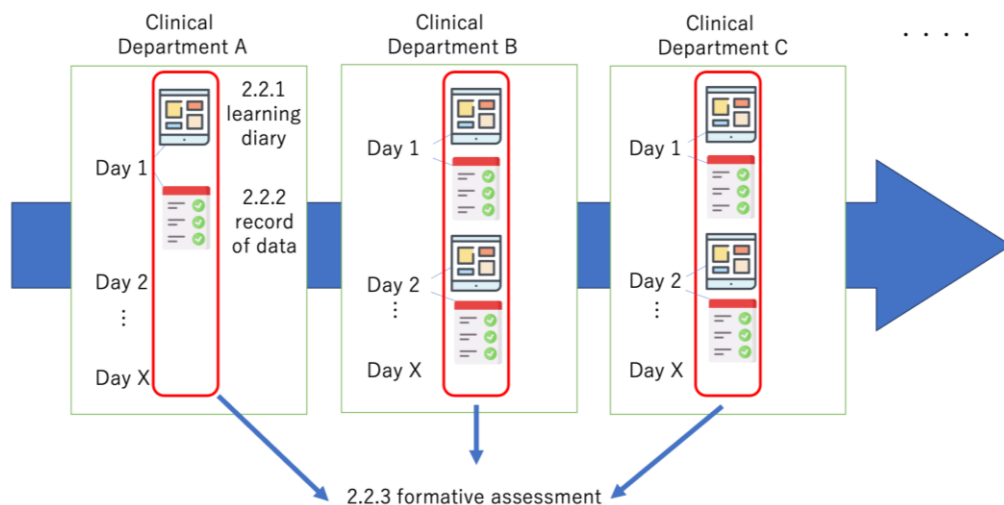 Clinical
Department A
Clinical
Department B
Clinical
Department C
. . . .
2.2.1
learning
diary
Day 1
2.2.2
record
of data
Day 2
⋮
Day X
Day 1
Day 2
⋮
Day X
Day 1
Day 2
⋮
Day X
2.2.3 formative assessment